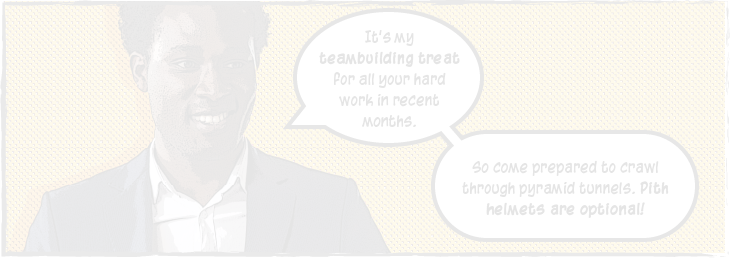 It's my
teambuilding treat
for all your hard
work in recent
months.
So come prepared to crawl
through pyramid tunnels. Pith
helmets are optional!